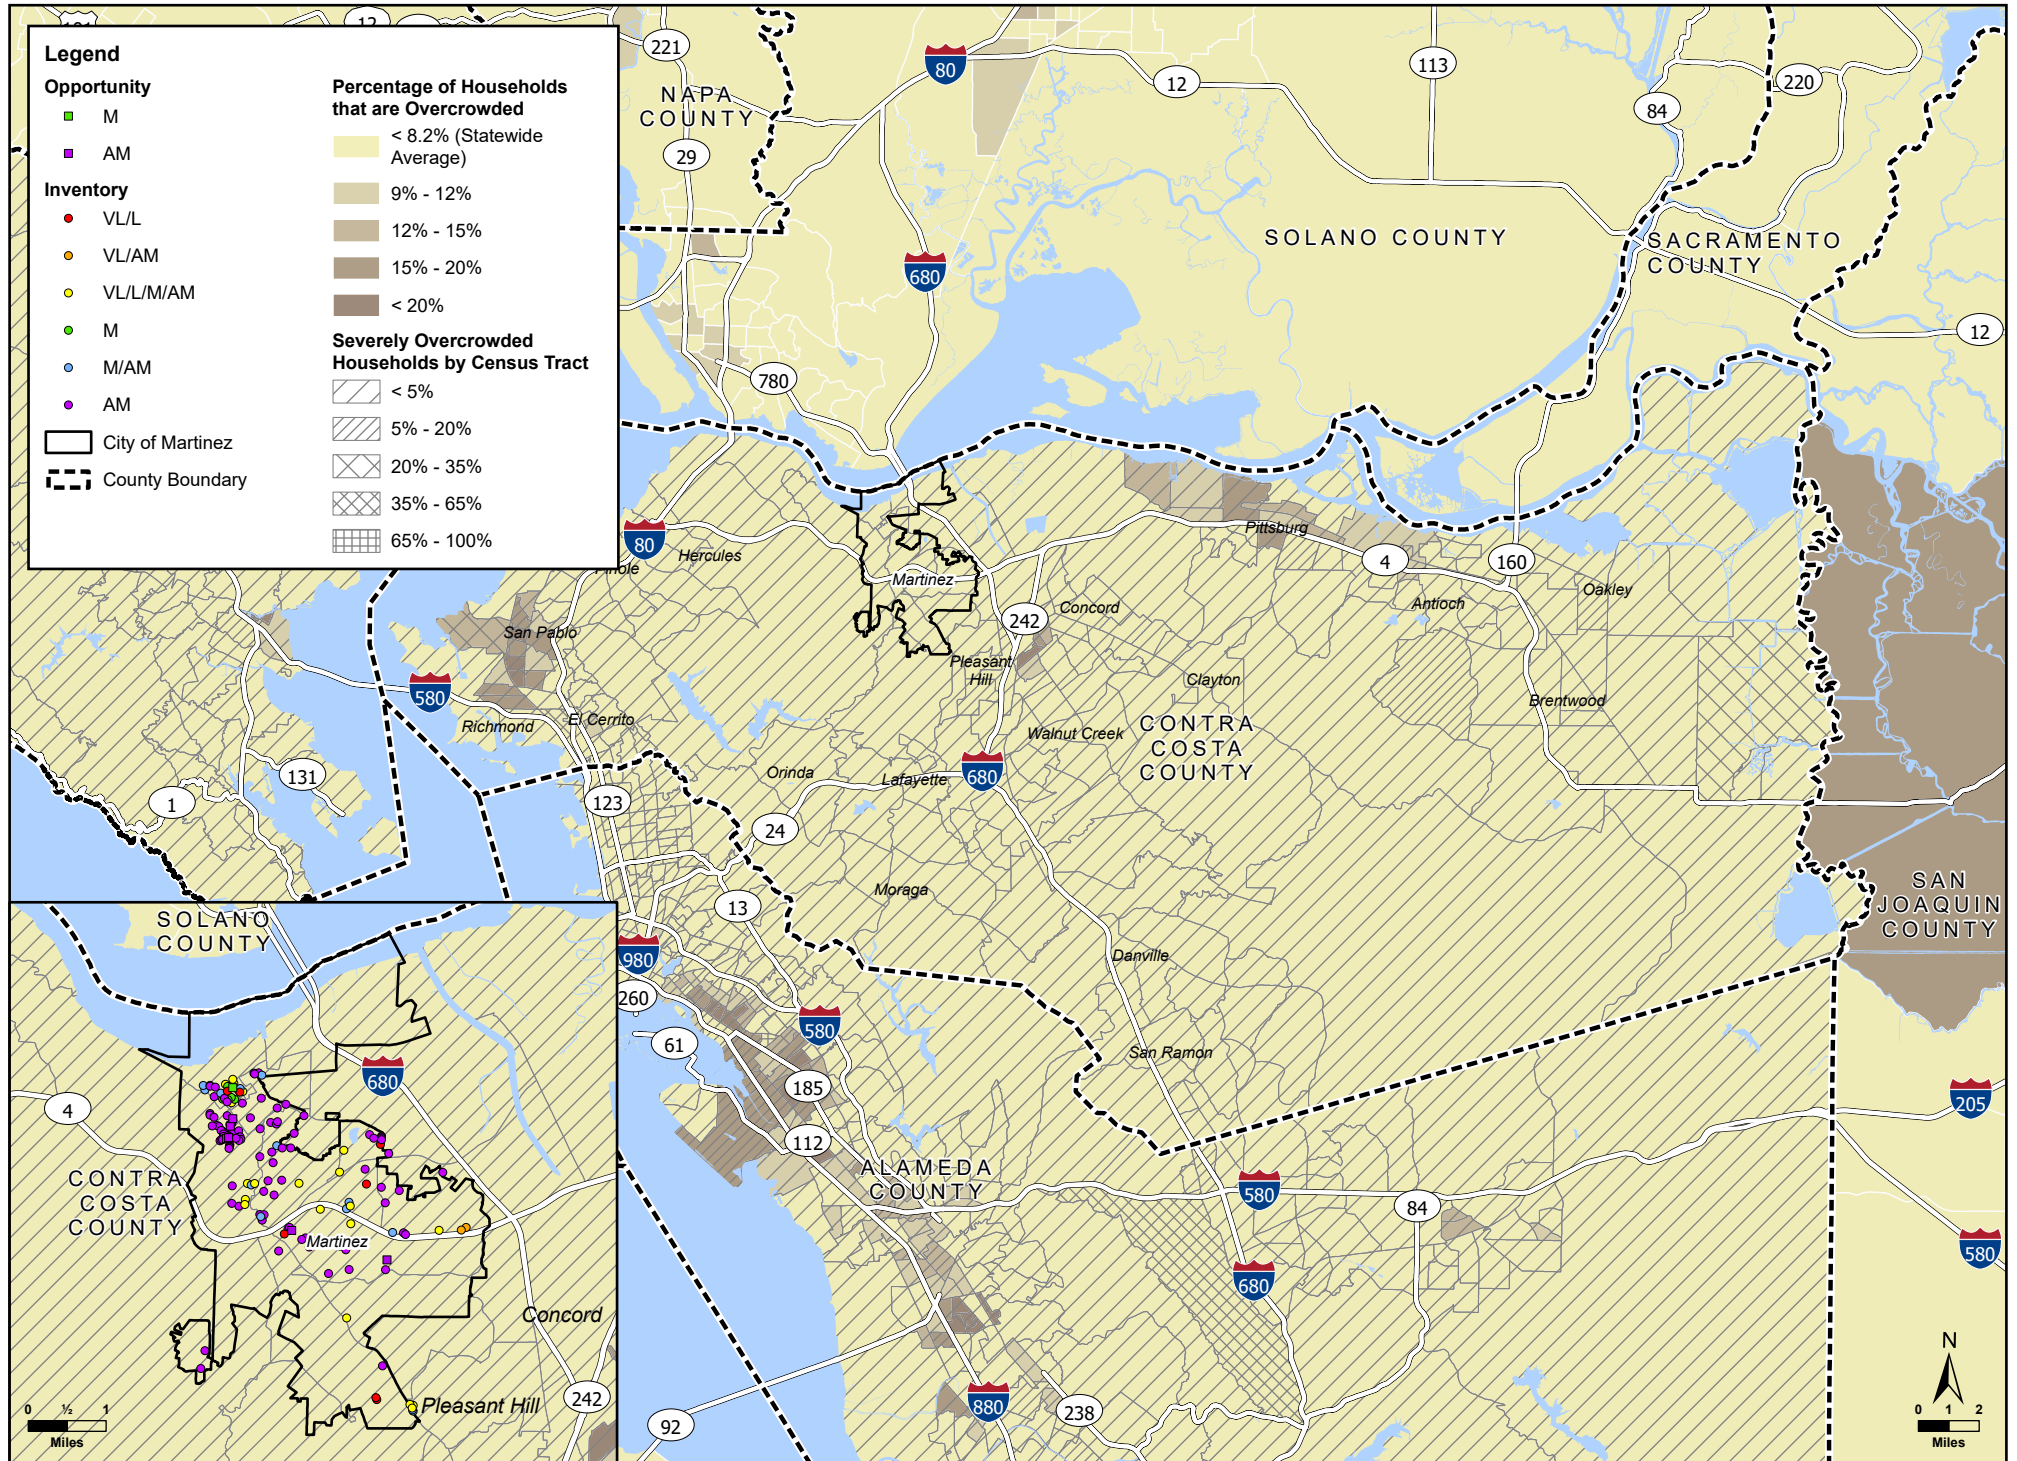 Legend
Opportunity
M
AM
Inventory
VL/L
VL/AM
VL/L/M/AM
M
M/AM
AM
City of Martinez
County Boundary
Percentage of Households
that are Overcrowded
< 8.2% (Statewide
Average)
9% - 12%
12% - 15%
15% - 20%
< 20%
Severely Overcrowded
Households by Census Tract
< 5%
5% - 20%
20% - 35%
35% - 65%
65% - 100%
12
221
80
12
113
84
220
NAPA
COUNTY
29
680
SOLANO COUNTY
SACRAMENTO
COUNTY
12
780
80
Hercules
Martinez
242
Concord
Pittsburg
4
160
Antioch
Oakley
San Pablo
580
Richmond
El Cerrito
Pleasant
Hill
Clayton
Brentwood
Walnut Creek
CONTRA
COSTA
COUNTY
131
1
123
Orinda
Lafayette
680
24
Moraga
13
SAN
JOAQUIN
COUNTY
980
260
Danville
61
580
San Ramon
185
112
205
ALAMEDA
COUNTY
580
84
580
680
880
238
92
N
0 1 2
Miles
SOLANO
COUNTY
680
4
CONTRA
COSTA
COUNTY
Martinez
Concord
Pleasant Hill
242
0 ½ 1
Miles